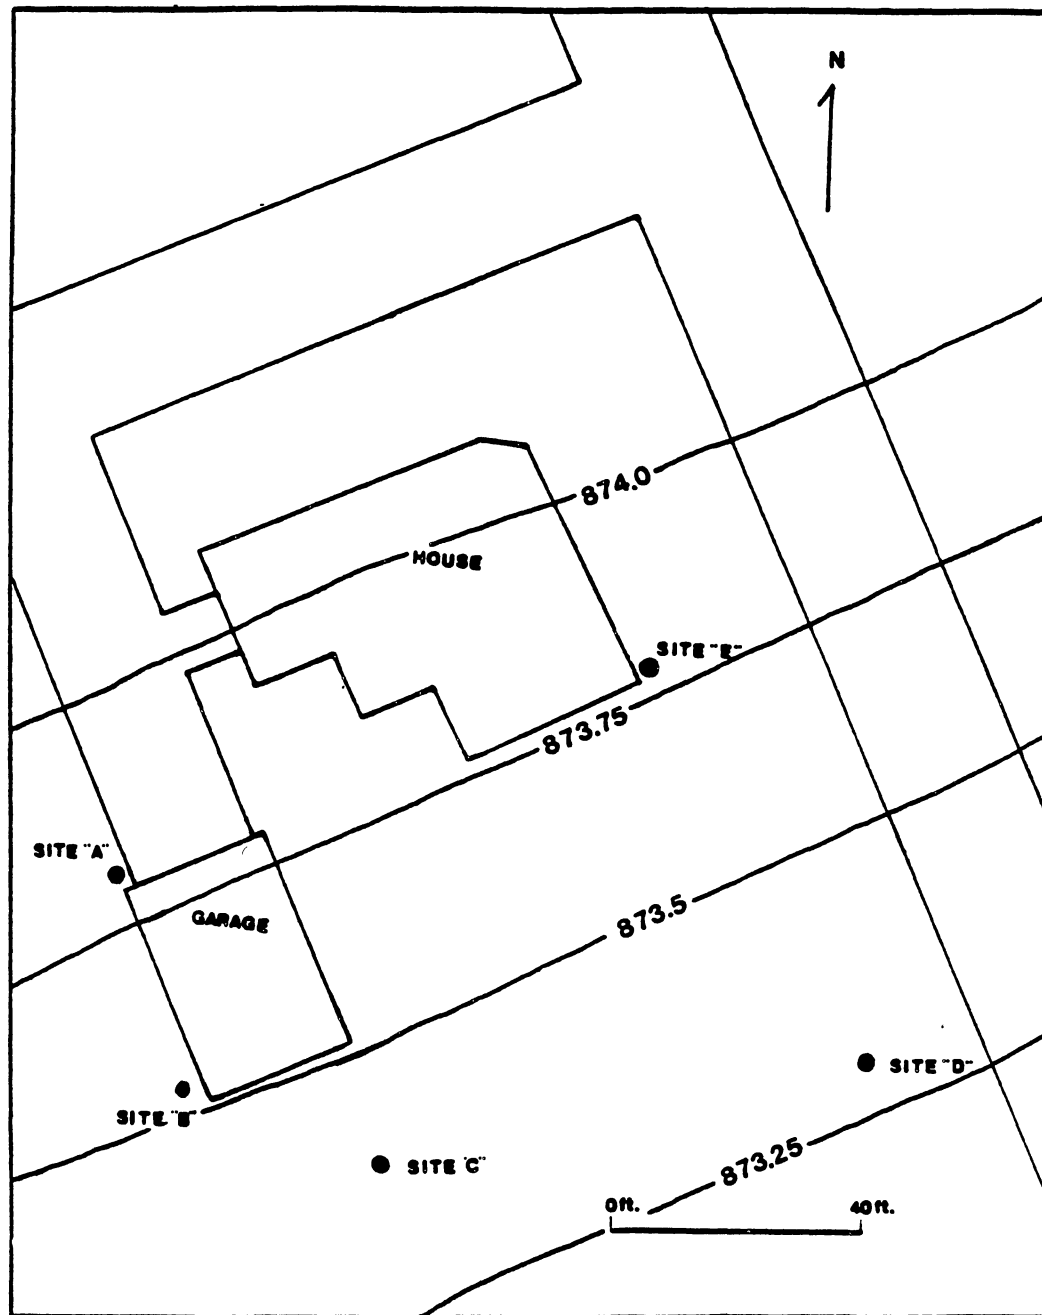 N
874.0
HOUSE
SITE "E"
873.75
SITE "A"
GARAGE
873.5
SITE "D"
SITE "B"
SITE "C"
873.25
0ft. 40ft.